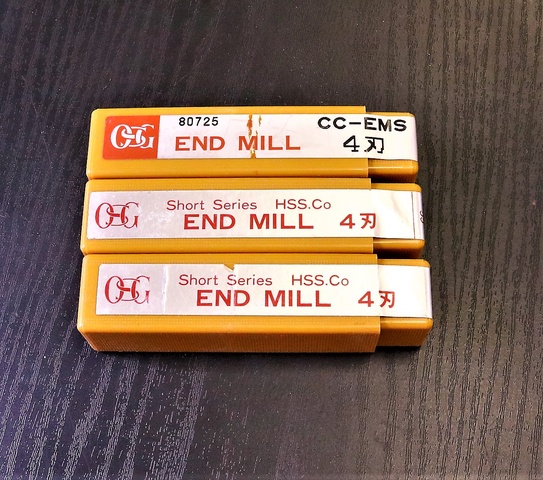 OSG
80725
END MILL
CC-EMS
4刃
OSG
Short Series HSS.Co
END MILL 4刃
OSG
Short Series HSS.Co
END MILL 4刃